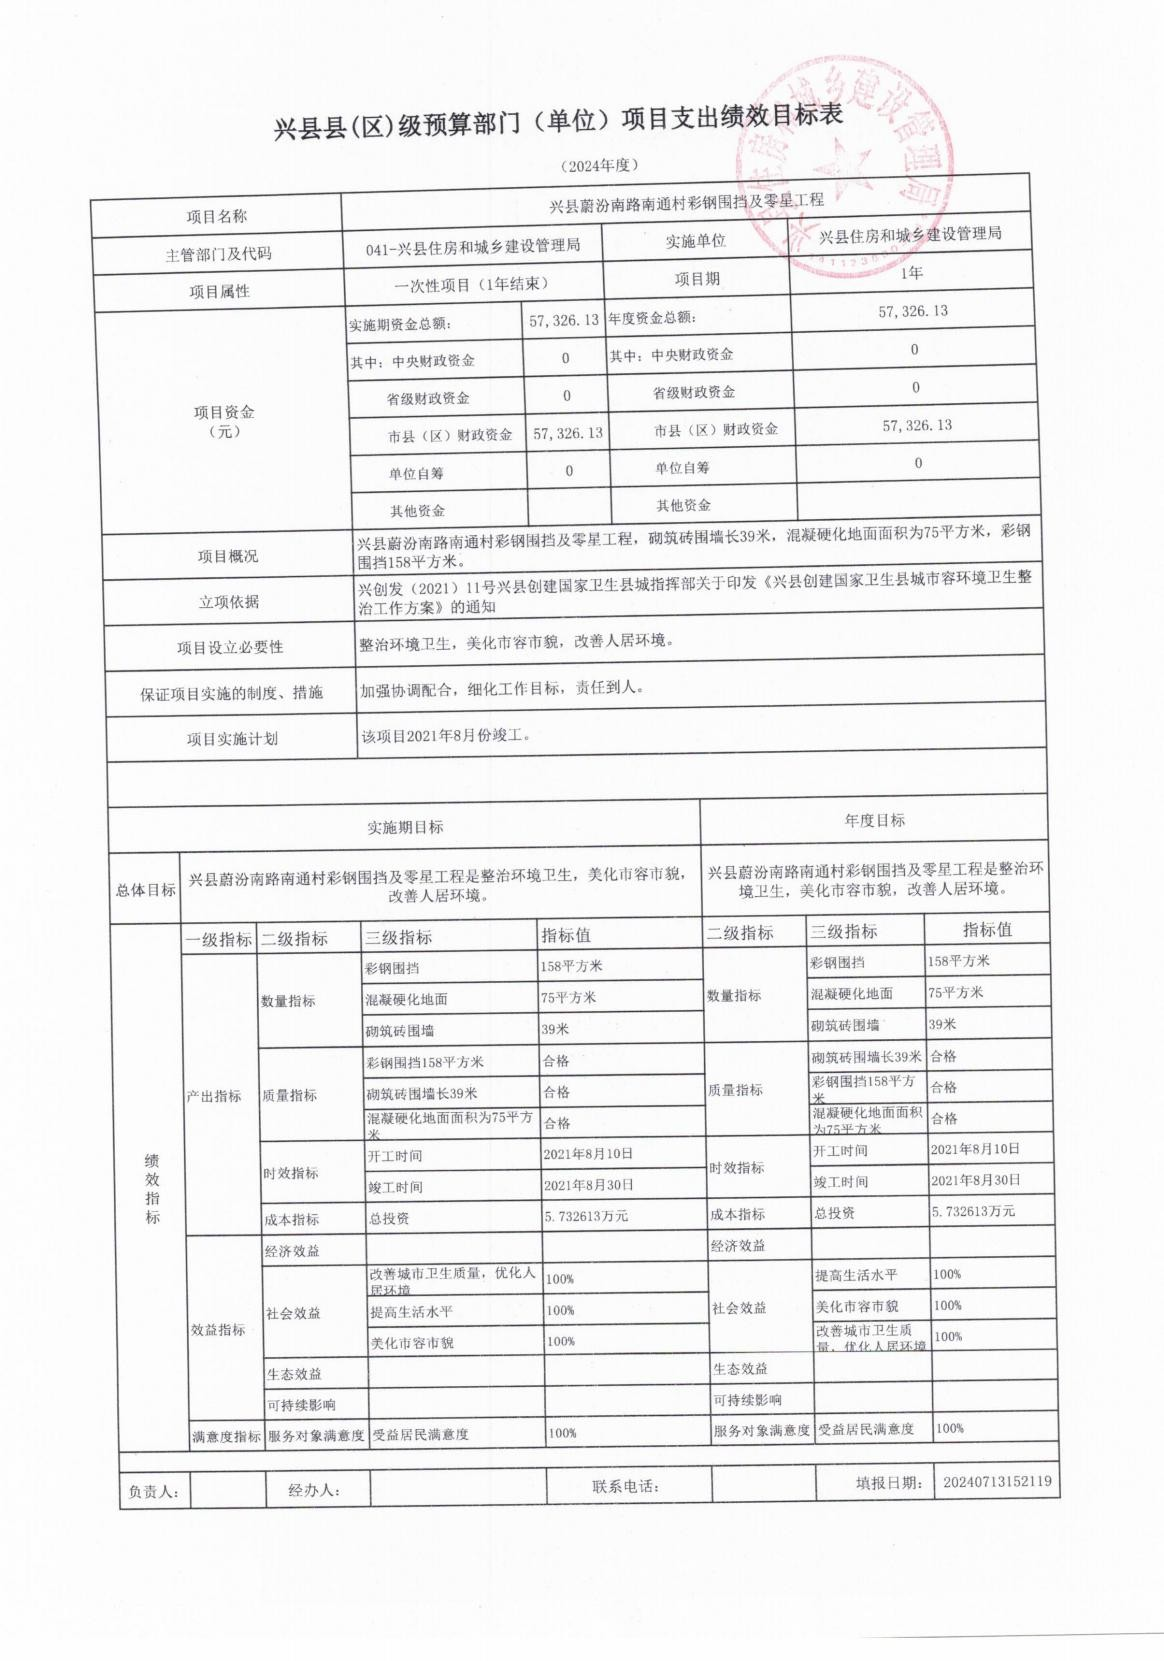 兴县县(区)级预算部门（单位）项目支出绩效目标表
（2024年度）
项目名称 兴县蔚汾南路南通村彩钢围挡及零星工程
主管部门及代码 041-兴县住房和城乡建设管理局 实施单位 兴县住房和城乡建设管理局
项目属性 一次性项目（1年结束） 项目期 1年
项目资金
（元）
实施期资金总额： 57,326.13 年度资金总额： 57,326.13
其中：中央财政资金 0 其中：中央财政资金 0
省级财政资金 0 省级财政资金 0
市县（区）财政资金 57,326.13 市县（区）财政资金 57,326.13
单位自筹 0 单位自筹 0
其他资金 其他资金
项目概况 兴县蔚汾南路南通村彩钢围挡及零星工程，砌筑砖围墙长39米，混凝硬化地面面积为75平方米，彩钢
围挡158平方米。
立项依据 兴创发（2021）11号兴县创建国家卫生县城指挥部关于印发《兴县创建国家卫生县城市容环境卫生整
治工作方案》的通知
项目设立必要性 整治环境卫生，美化市容市貌，改善人居环境。
保证项目实施的制度、措施 加强协调配合，细化工作目标，责任到人。
项目实施计划 该项目2021年8月份竣工。
实施期目标 年度目标
总体目标 兴县蔚汾南路南通村彩钢围挡及零星工程是整治环境卫生，美化市容市貌，
改善人居环境。
兴县蔚汾南路南通村彩钢围挡及零星工程是整治环
境卫生，美化市容市貌，改善人居环境。
绩效指标
一级指标 二级指标 三级指标 指标值 二级指标 三级指标 指标值
产出指标
数量指标 彩钢围挡 158平方米 数量指标 彩钢围挡 158平方米
混凝硬化地面 75平方米 混凝硬化地面 75平方米
砌筑砖围墙 39米 砌筑砖围墙 39米
质量指标 彩钢围挡158平方米 合格 质量指标 砌筑砖围墙长39米 合格
砌筑砖围墙长39米 合格 彩钢围挡158平方
米 合格
混凝硬化地面面积为75平方
米 合格 混凝硬化地面面积
为75平方米 合格
时效指标 开工时间 2021年8月10日 时效指标 开工时间 2021年8月10日
竣工时间 2021年8月30日 竣工时间 2021年8月30日
成本指标 总投资 5.732613万元 成本指标 总投资 5.732613万元
效益指标
经济效益 经济效益
社会效益 改善城市卫生质量，优化人
居环境 100% 社会效益 提高生活水平 100%
提高生活水平 100% 美化市容市貌 100%
美化市容市貌 100% 改善城市卫生质
量，优化人居环境 100%
生态效益 生态效益
可持续影响 可持续影响
满意度指标 服务对象满意度 受益居民满意度 100% 服务对象满意度 受益居民满意度 100%
负责人： 经办人： 联系电话： 填报日期： 20240713152119